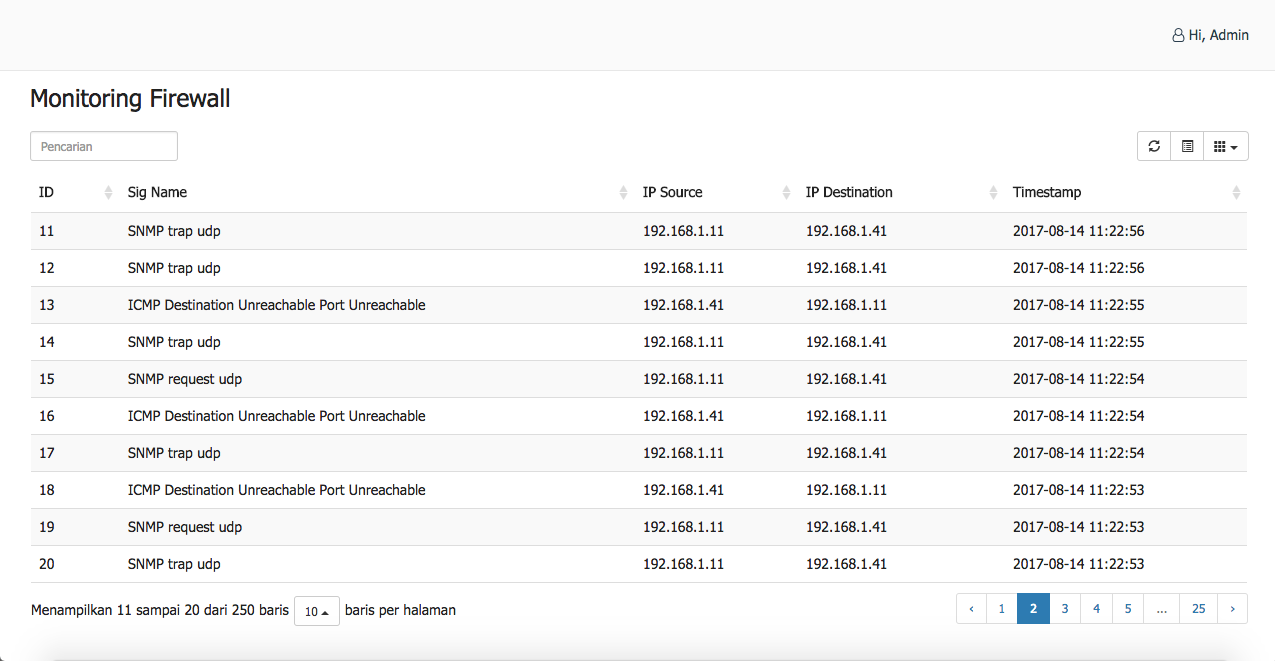 Hi, Admin
Monitoring Firewall
Pencarian
ID Sig Name IP Source IP Destination Timestamp
11 SNMP trap udp 192.168.1.11 192.168.1.41 2017-08-14 11:22:56
12 SNMP trap udp 192.168.1.11 192.168.1.41 2017-08-14 11:22:56
13 ICMP Destination Unreachable Port Unreachable 192.168.1.41 192.168.1.11 2017-08-14 11:22:55
14 SNMP trap udp 192.168.1.11 192.168.1.41 2017-08-14 11:22:55
15 SNMP request udp 192.168.1.11 192.168.1.41 2017-08-14 11:22:54
16 ICMP Destination Unreachable Port Unreachable 192.168.1.41 192.168.1.11 2017-08-14 11:22:54
17 SNMP trap udp 192.168.1.11 192.168.1.41 2017-08-14 11:22:54
18 ICMP Destination Unreachable Port Unreachable 192.168.1.41 192.168.1.11 2017-08-14 11:22:53
19 SNMP request udp 192.168.1.11 192.168.1.41 2017-08-14 11:22:53
20 SNMP trap udp 192.168.1.11 192.168.1.41 2017-08-14 11:22:53
Menampilkan 11 sampai 20 dari 250 baris 10 baris per halaman ‹ 1 2 3 4 5 ... 25 ›